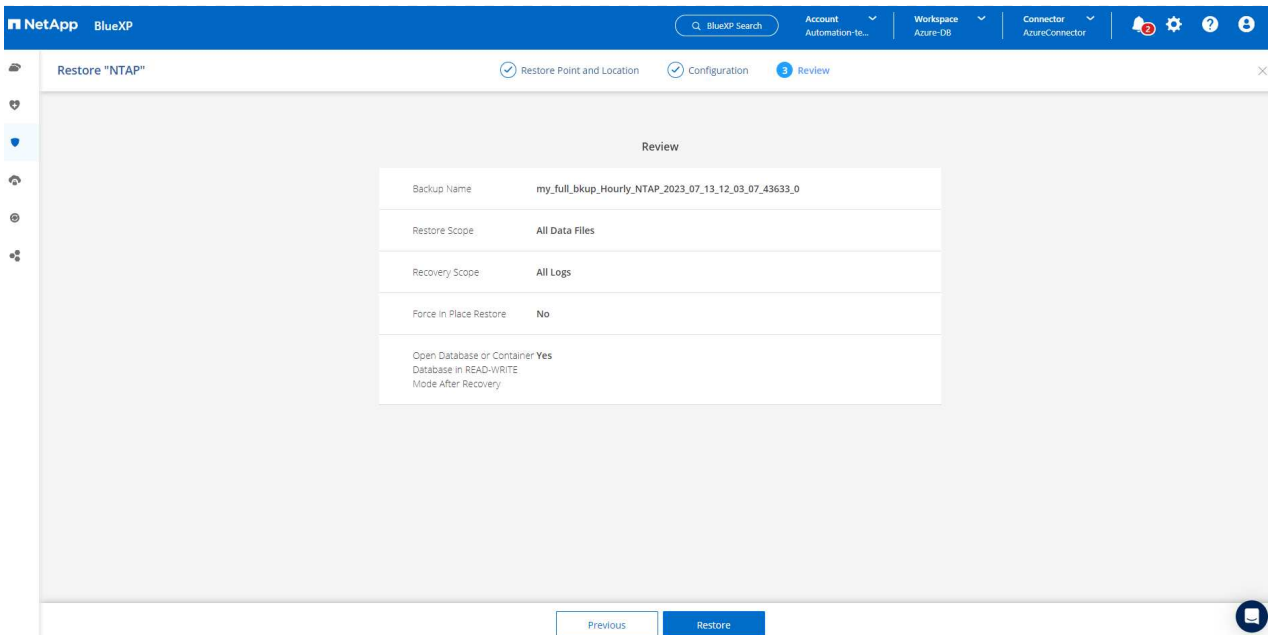 NetApp BlueXP
BlueXP Search
Account
Automation-te...
Workspace
Azure-DB
Connector
AzureConnector
2
Restore "NTAP"
Restore Point and Location
Configuration
3 Review
Review
Backup Name my_full_bkup_Hourly_NTAP_2023_07_13_12_03_07_43633_0
Restore Scope All Data Files
Recovery Scope All Logs
Force In Place Restore No
Open Database or Container Yes
Database in READ-WRITE
Mode After Recovery
Previous Restore